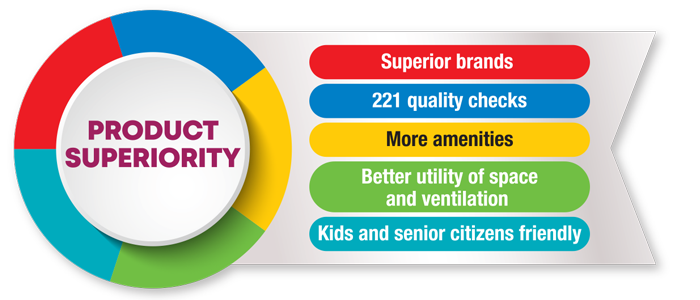 PRODUCT
SUPERIORITY
Superior brands
221 quality checks
More amenities
Better utility of space
and ventilation
Kids and senior citizens friendly